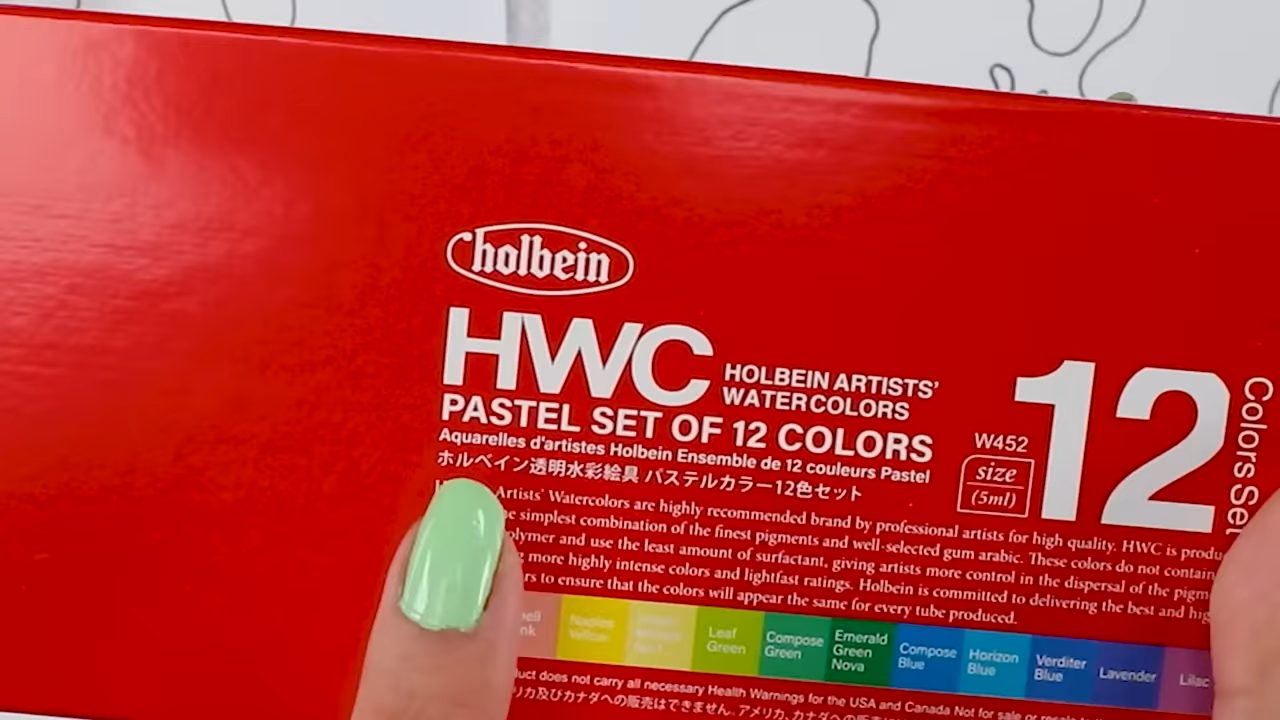 holbein
HWC
HOLBEIN ARTISTS'
WATERCOLORS
PASTEL SET OF 12 COLORS
Aquarelles d'artistes Holbein Ensemble de 12 couleurs Pastel
ホルベイン透明水彩絵具 パステルカラー12色セット
W452
size
(5ml)
12
Colors Set
Artists' Watercolors are highly recommended brand by professional artists for high quality. HWC is produ
e simplest combination of the finest pigments and well-selected gum arabic. These colors do not contain
olymer and use the least amount of surfactant, giving artists more control in the dispersal of the pigm
g more highly intense colors and lightfast ratings. Holbein is committed to delivering the best and hig
rs to ensure that the colors will appear the same for every tube produced.
ell
nk
Naples
Yellow
Leaf
Green
Compose
Green
Emerald
Green
Nova
Compose
Blue
Horizon
Blue
Verditer
Blue
Lavender
Lilac
uct does not carry all necessary Health Warnings for the USA and Canada Not for sale or resale
リカ及びカナダへの販売はできません。アメリカ、カナダへの販売